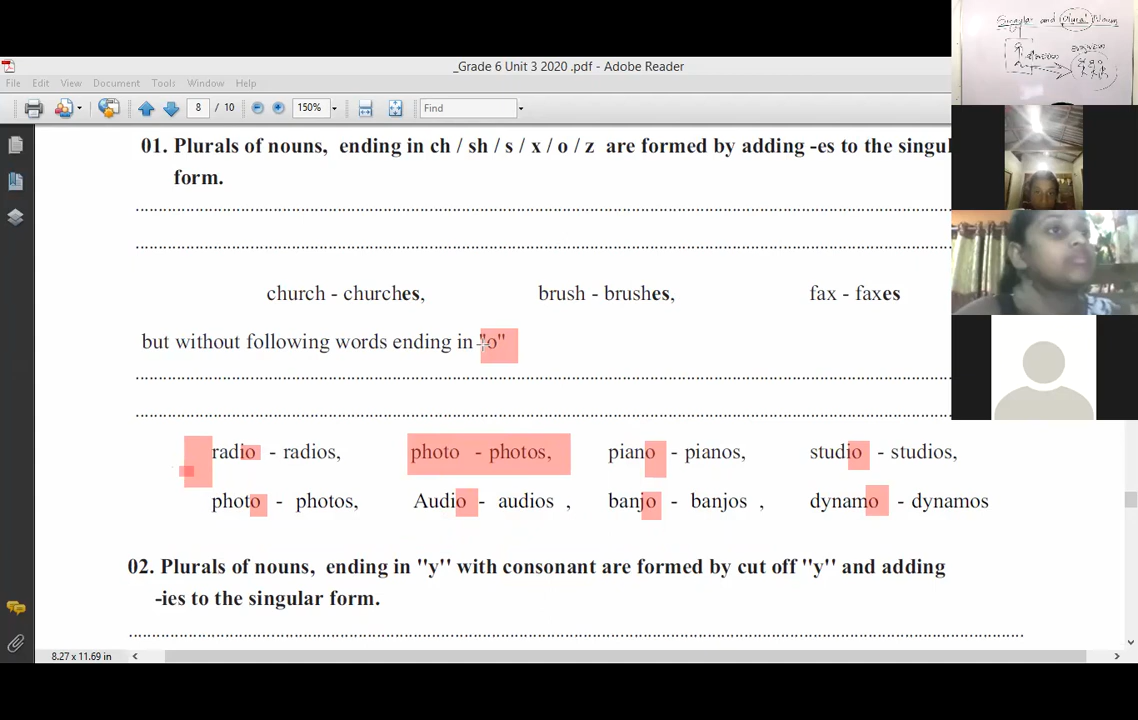 Singular and Plural Noun
_Grade 6 Unit 3 2020 .pdf - Adobe Reader
File Edit View Document Tools Window Help
8 / 10 150% Find
01. Plurals of nouns, ending in ch / sh / s / x / o / z are formed by adding -es to the singul
form.
church - churches, brush - brushes, fax - faxes
but without following words ending in "o"
radio - radios, photo - photos, piano - pianos, studio - studios,
photo - photos, Audio - audios , banjo - banjos , dynamo - dynamos
02. Plurals of nouns, ending in "y" with consonant are formed by cut off "y" and adding
-ies to the singular form.
8.27 x 11.69 in